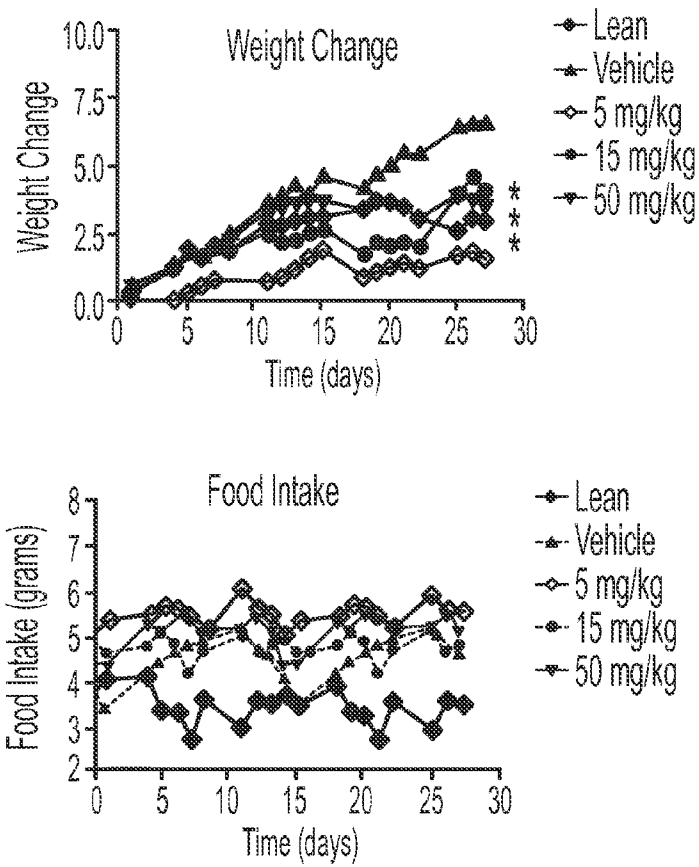 Weight Change
Lean
Vehicle
5 mg/kg
15 mg/kg
50 mg/kg
Weight Change
10.0
7.5
5.0
2.5
0.0
*
*
*
0 5 10 15 20 25 30
Time (days)
Food Intake
Lean
Vehicle
5 mg/kg
15 mg/kg
50 mg/kg
Food Intake (grams)
8
7
6
5
4
3
2
0 5 10 15 20 25 30
Time (days)